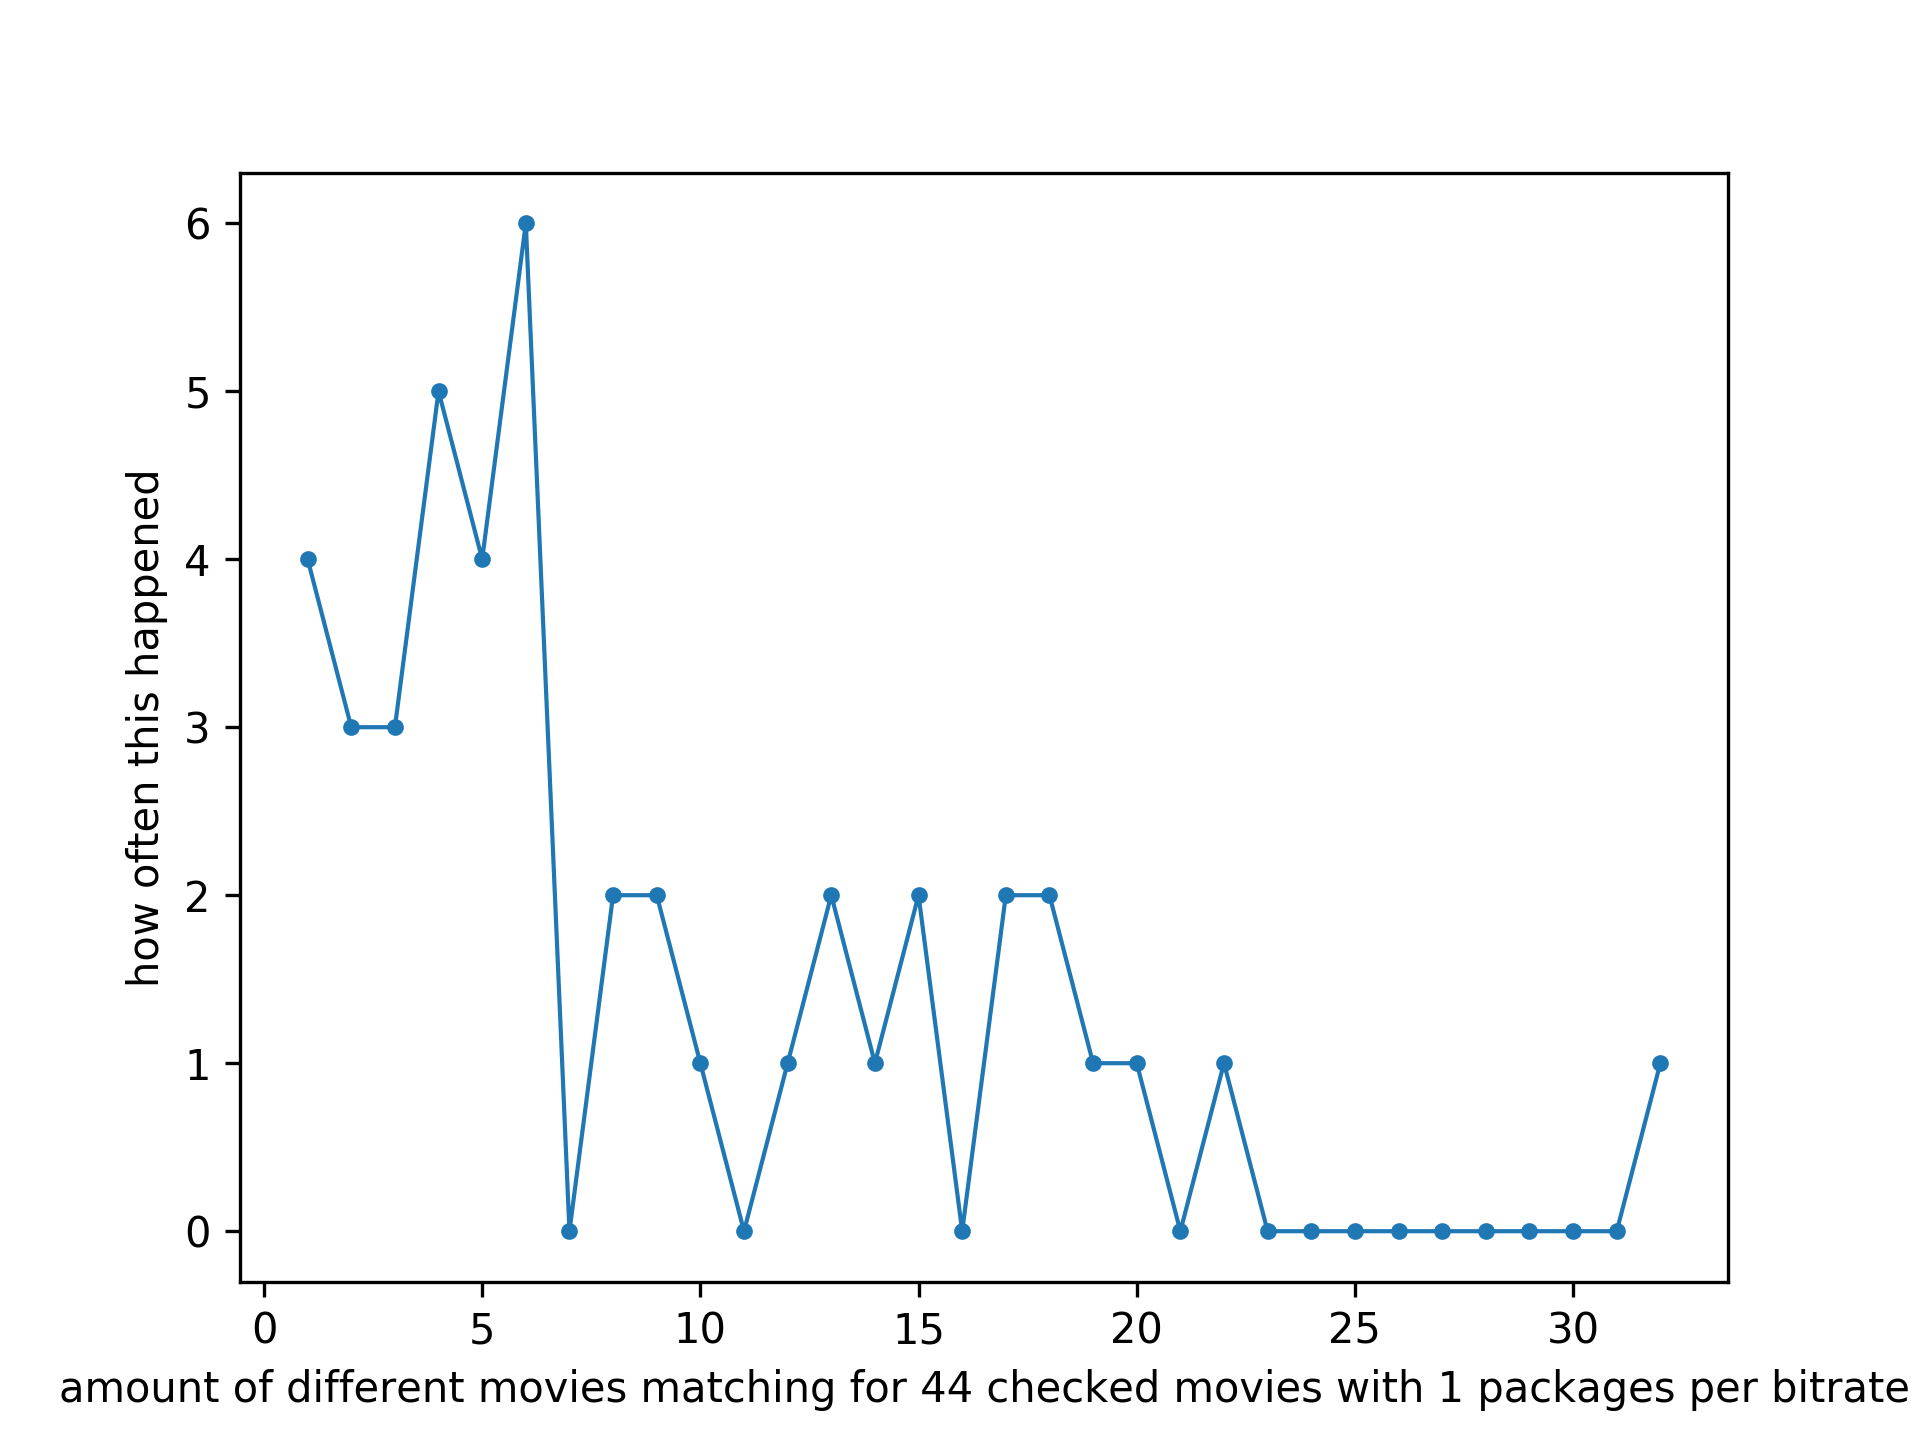 6
5
4
3
2
1
0
how often this happened
0 5 10 15 20 25 30
amount of different movies matching for 44 checked movies with 1 packages per bitrate